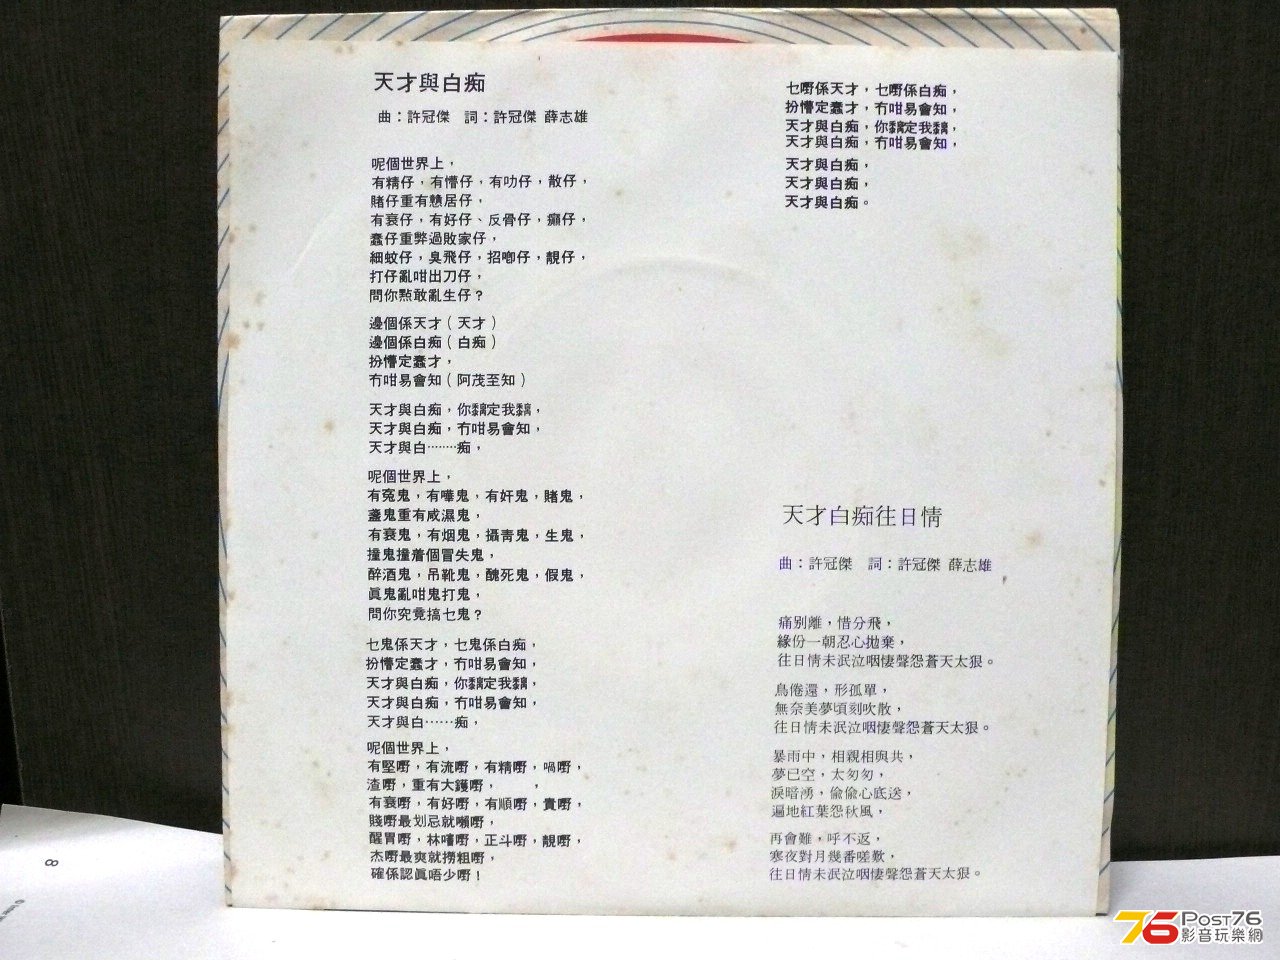 天才與白痴
曲：許冠傑　詞：許冠傑 薛志雄
呢個世界上，
有精仔，有懵仔，有叻仔，散仔，
賭仔重有戇居仔，
有衰仔，有好仔、反骨仔，癲仔，
蠢仔重弊過敗家仔，
細蚊仔，臭飛仔，招啣仔，靚仔，
打仔亂咁出刀仔，
問你㸃敢亂生仔？
邊個係天才（天才）
邊個係白痴（白痴）
扮懵定蠢才，
冇咁易會知（阿茂至知）
天才與白痴，你黐定我黐，
天才與白痴，冇咁易會知，
天才與白⋯⋯⋯痴，
呢個世界上，
有寃鬼，有嘩鬼，有奸鬼，賭鬼，
盞鬼重有咸濕鬼，
有衰鬼，有烟鬼，攝靑鬼，生鬼，
撞鬼撞着個冒失鬼，
醉酒鬼，吊靴鬼，醜死鬼，假鬼，
眞鬼亂咁鬼打鬼，
問你究竟搞乜鬼？
乜鬼係天才，乜鬼係白痴，
扮懵定蠢才，冇咁易會知，
天才與白痴，你黐定我黐，
天才與白痴，冇咁易會知，
天才與白⋯⋯痴，
呢個世界上，
有堅嘢，有流嘢，有精嘢，喎嘢，
渣嘢，重有大鑊嘢，
有衰嘢，有好嘢，有順嘢，貴嘢，
賤嘢最划忌就嚫嘢，
醒胃嘢，林嗜嘢，正斗嘢，靚嘢，
杰嘢最爽就撈粗嘢，
確係認眞唔少嘢！
乜嘢係天才，乜嘢係白痴，
扮懵定蠢才，冇咁易會知，
天才與白痴，你黐定我黐，
天才與白痴，冇咁易會知，
天才與白痴，
天才與白痴，
天才與白痴。
天才白痴往日情
曲：許冠傑　詞：許冠傑 薛志雄
痛別離，惜分飛，
緣份一朝忍心拋棄，
往日情未泯泣咽悽聲怨蒼天太狠。
鳥倦還，形孤單，
無奈美夢頃刻吹散，
往日情未泯泣咽悽聲怨蒼天太狠。
暴雨中，相親相與共，
夢已空，太匆匆，
淚暗湧，偷偷心底送，
遍地紅葉怨秋風，
再會難，呼不返，
寒夜對月幾番嗟歎，
往日情未泯泣咽悽聲怨蒼天太狠。
8
76 POST76
影音玩樂網